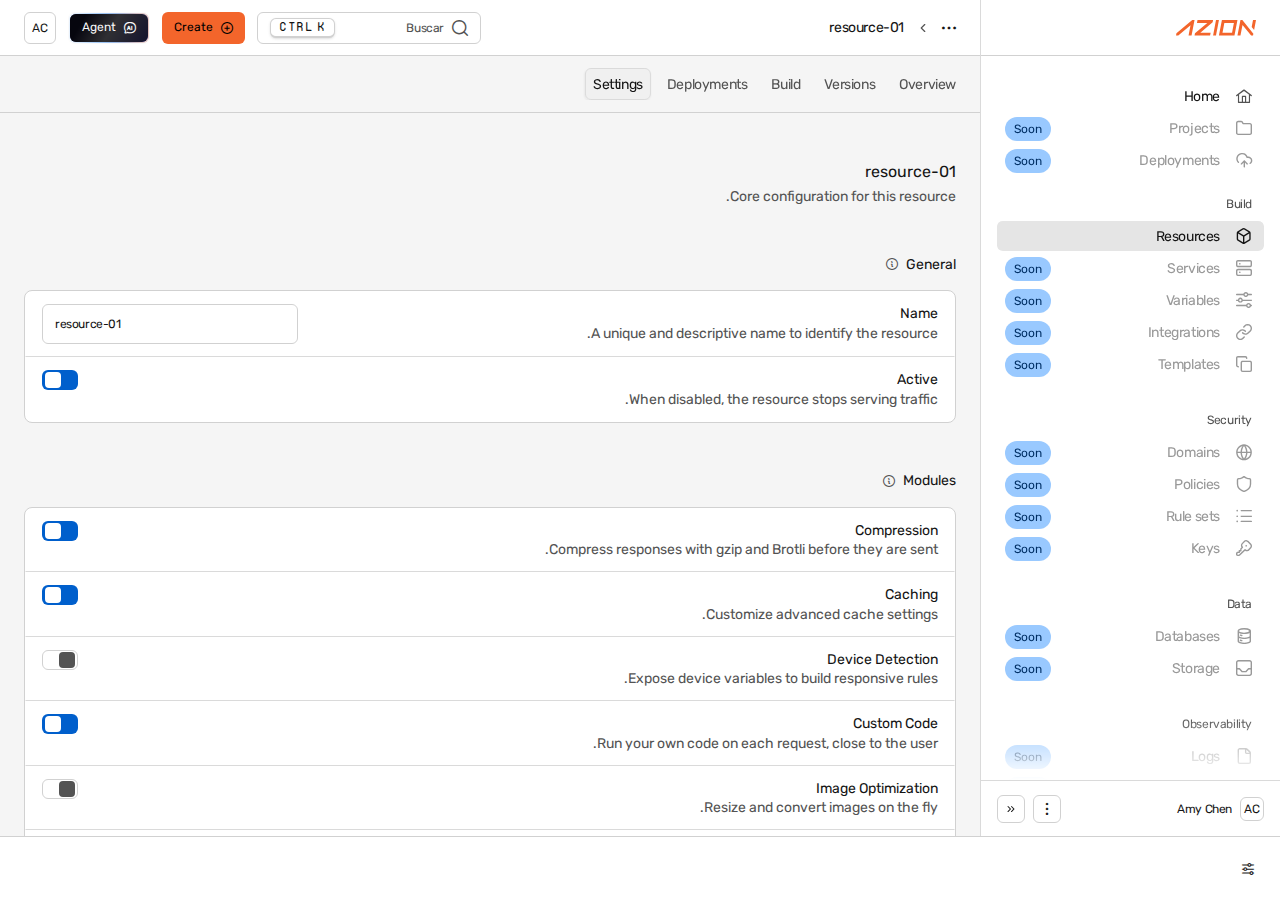 AZION
resource-01
Buscar
CTRL K
Create
Agent
AC
Overview
Versions
Build
Deployments
Settings
resource-01
.Core configuration for this resource
General
Name
.A unique and descriptive name to identify the resource
resource-01
Active
.When disabled, the resource stops serving traffic
Modules
Compression
.Compress responses with gzip and Brotli before they are sent
Caching
.Customize advanced cache settings
Device Detection
.Expose device variables to build responsive rules
Custom Code
.Run your own code on each request, close to the user
Image Optimization
.Resize and convert images on the fly
Home
Projects Soon
Deployments Soon
Build
Resources
Services Soon
Variables Soon
Integrations Soon
Templates Soon
Security
Domains Soon
Policies Soon
Rule sets Soon
Keys Soon
Data
Databases Soon
Storage Soon
Observability
Logs Soon
AC Amy Chen